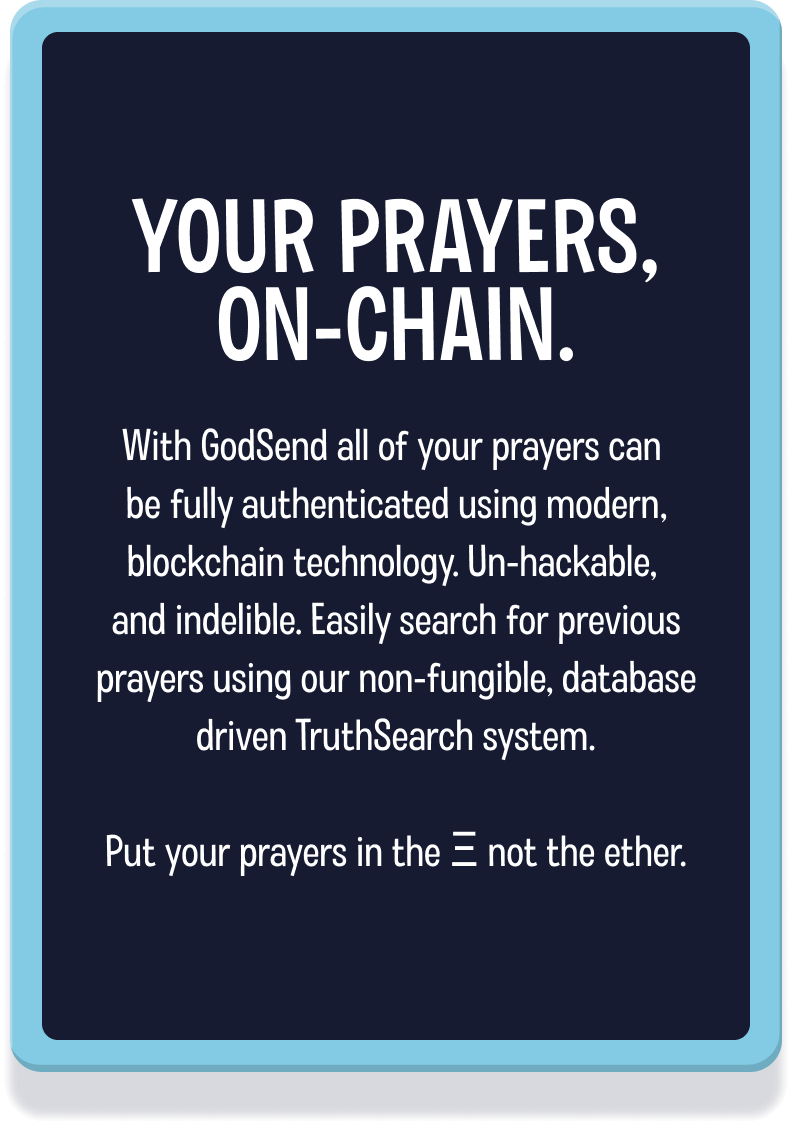 YOUR PRAYERS,
ON-CHAIN.
With GodSend all of your prayers can
be fully authenticated using modern,
blockchain technology. Un-hackable,
and indelible. Easily search for previous
prayers using our non-fungible, database
driven TruthSearch system.
Put your prayers in the Ξ not the ether.